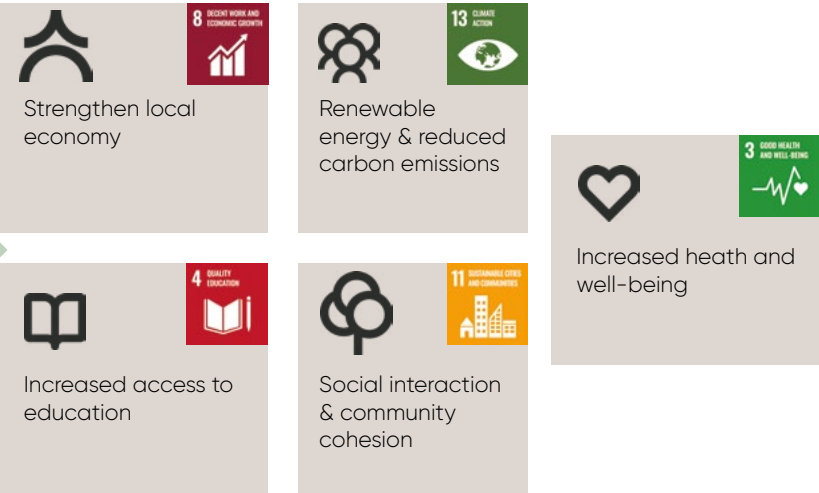 8 DECENT WORK AND
ECONOMIC GROWTH
Strengthen local
economy
13 CLIMATE
ACTION
Renewable
energy & reduced
carbon emissions
3 GOOD HEALTH
AND WELL-BEING
Increased heath and
well-being
4 QUALITY
EDUCATION
Increased access to
education
11 SUSTAINABLE CITIES
AND COMMUNITIES
Social interaction
& community
cohesion